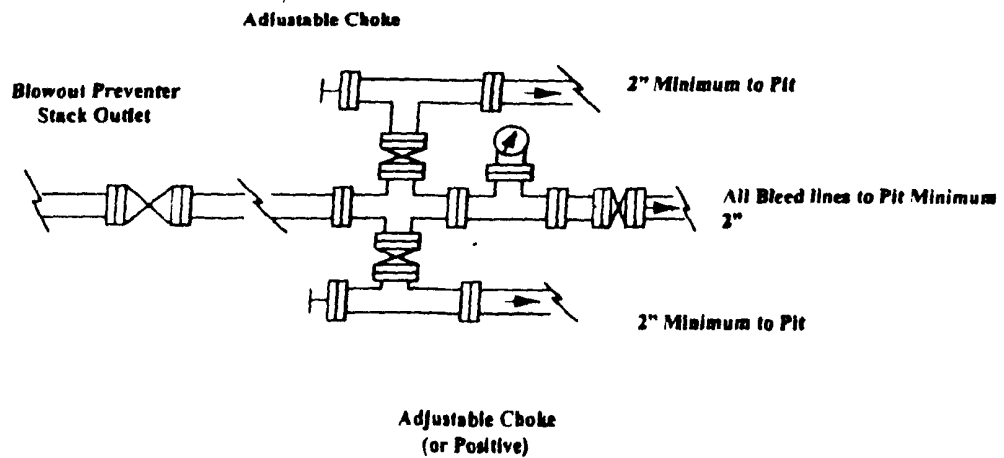 Adjustable Choke
Blowout Preventer
Stack Outlet
2" Minimum to Pit
All Bleed lines to Pit Minimum
2"
2" Minimum to Pit
Adjustable Choke
(or Positive)